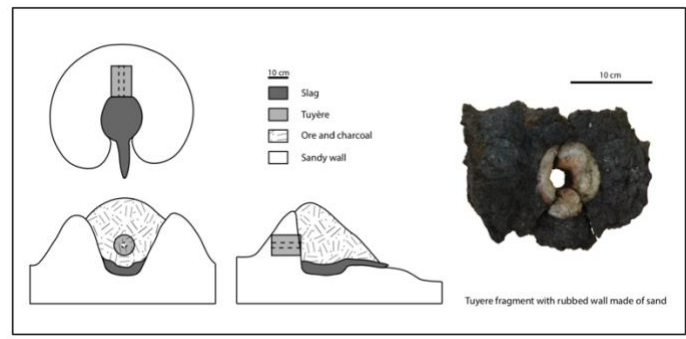 10 cm
Slag
Tuyère
Ore and charcoal
Sandy wall
10 cm
Tuyere fragment with rubbed wall made of sand